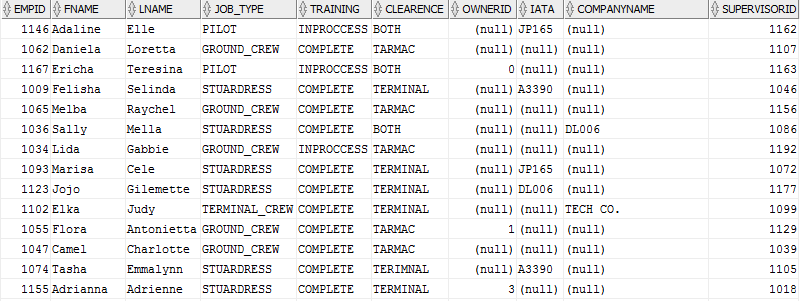 EMPID FNAME LNAME JOB_TYPE TRAINING CLEARENCE OWNERID IATA COMPANYNAME SUPERVISORID
1146 Adaline Elle PILOT INPROCCESS BOTH (null) JP165 (null) 1162
1062 Daniela Loretta GROUND_CREW COMPLETE TARMAC (null) (null) (null) 1107
1167 Ericha Teresina PILOT INPROCCESS BOTH 0 (null) (null) 1163
1009 Felisha Selinda STUARDRESS COMPLETE TERMINAL (null) A3390 (null) 1046
1065 Melba Raychel GROUND_CREW COMPLETE TARMAC (null) (null) (null) 1156
1036 Sally Mella STUARDRESS COMPLETE BOTH (null) (null) DL006 1086
1034 Lida Gabbie GROUND_CREW INPROCCESS TARMAC (null) (null) (null) 1192
1093 Marisa Cele STUARDRESS COMPLETE TERMINAL (null) JP165 (null) 1072
1123 Jojo Gilemette STUARDRESS COMPLETE TERMINAL (null) DL006 (null) 1177
1102 Elka Judy TERMINAL_CREW COMPLETE TERMINAL (null) (null) TECH CO. 1099
1055 Flora Antonietta GROUND_CREW COMPLETE TARMAC 1 (null) (null) 1129
1047 Camel Charlotte GROUND_CREW COMPLETE TARMAC (null) (null) (null) 1039
1074 Tasha Emmalynn STUARDRESS COMPLETE TERIMNAL (null) A3390 (null) 1105
1155 Adrianna Adrienne STUARDRESS COMPLETE TERMINAL 3 (null) (null) 1018